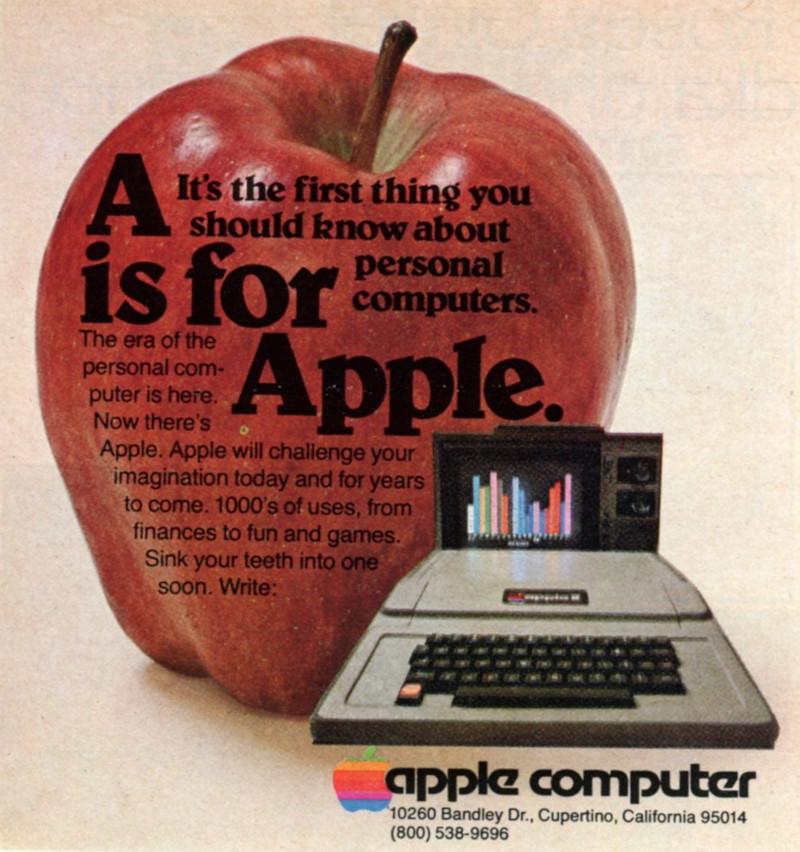 A
is for
Apple.
It's the first thing you
should know about
personal
computers.
The era of the
personal com-
puter is here.
Now there's
Apple. Apple will challenge your
imagination today and for years
to come. 1000's of uses, from
finances to fun and games.
Sink your teeth into one
soon. Write:
apple computer
10260 Bandley Dr., Cupertino, California 95014
(800) 538-9696